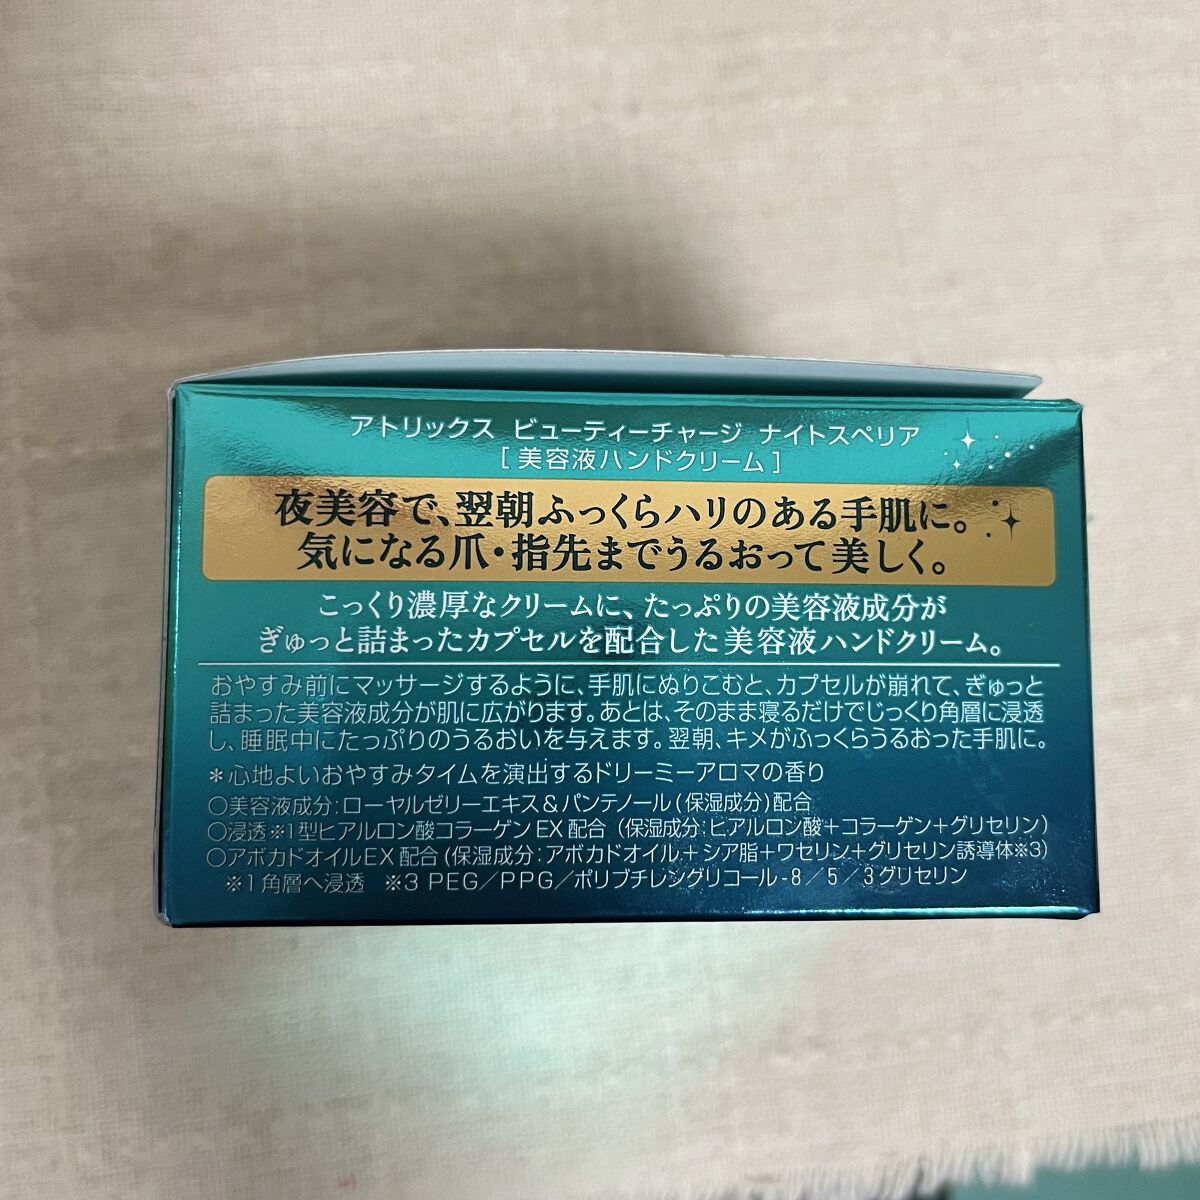 アトリックス ビューティーチャージ ナイトスペリア
[ 美容液ハンドクリーム ]
夜美容で、翌朝ふっくらハリのある手肌に。
気になる爪・指先までうるおって美しく。
こっくり濃厚なクリームに、たっぷりの美容液成分が
ぎゅっと詰まったカプセルを配合した美容液ハンドクリーム。
おやすみ前にマッサージするように、手肌にぬりこむと、カプセルが崩れて、ぎゅっと
詰まった美容液成分が肌に広がります。あとは、そのまま寝るだけでじっくり角層に浸透
し、睡眠中にたっぷりのうるおいを与えます。翌朝、キメがふっくらうるおった手肌に。
＊心地よいおやすみタイムを演出するドリーミーアロマの香り
○美容液成分：ローヤルゼリーエキス&パンテノール(保湿成分)配合
○浸透※1型ヒアルロン酸コラーゲンEX配合 (保湿成分：ヒアルロン酸＋コラーゲン＋グリセリン)
○アボカドオイルEX配合(保湿成分：アボカドオイル＋シア脂＋ワセリン＋グリセリン誘導体※3)
※1角層へ浸透 ※3 PEG／PPG／ポリブチレングリコール-8／5／3グリセリン